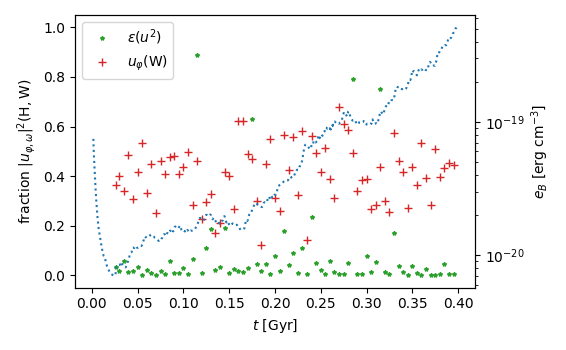 ε(u²)
u_φ(W)
fraction |u_φ,ω|²(H, W)
1.0
0.8
0.6
0.4
0.2
0.0
10⁻¹⁹
10⁻²⁰
e_B [erg cm⁻³]
0.00 0.05 0.10 0.15 0.20 0.25 0.30 0.35 0.40
t [Gyr]